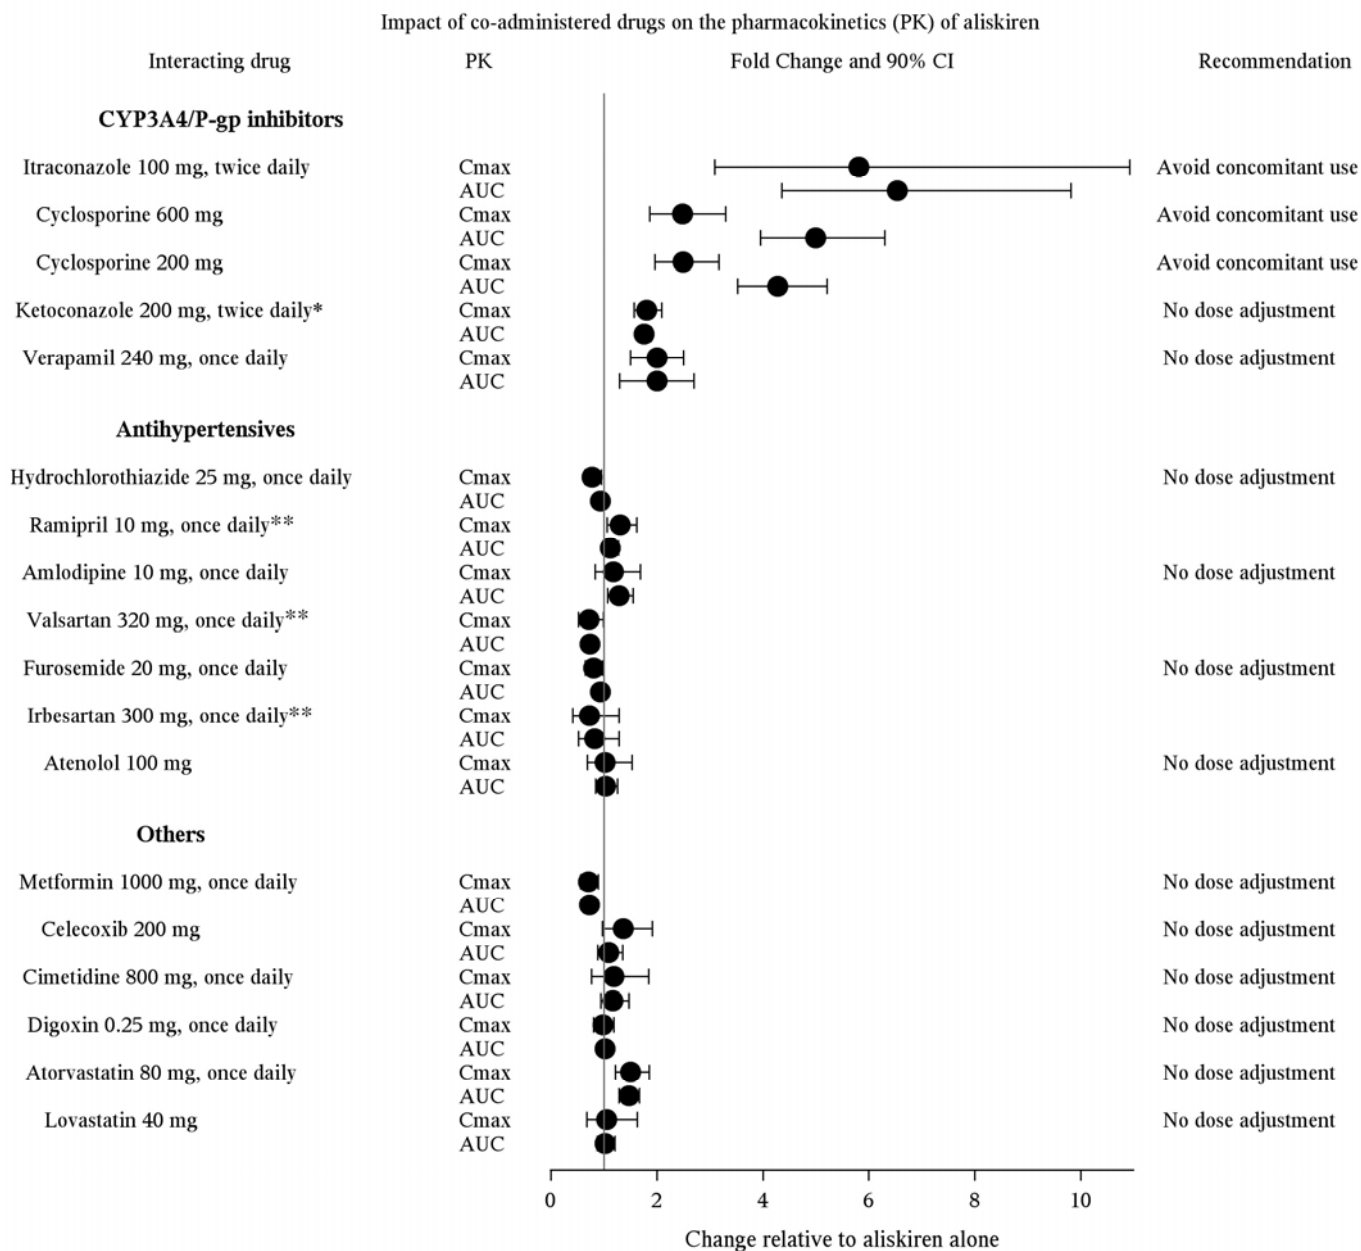 Impact of co-administered drugs on the pharmacokinetics (PK) of aliskiren
Interacting drug PK Fold Change and 90% CI Recommendation
CYP3A4/P-gp inhibitors
Itraconazole 100 mg, twice daily Cmax Avoid concomitant use
AUC
Cyclosporine 600 mg Cmax Avoid concomitant use
AUC
Cyclosporine 200 mg Cmax Avoid concomitant use
AUC
Ketoconazole 200 mg, twice daily* Cmax No dose adjustment
AUC
Verapamil 240 mg, once daily Cmax No dose adjustment
AUC
Antihypertensives
Hydrochlorothiazide 25 mg, once daily Cmax No dose adjustment
AUC
Ramipril 10 mg, once daily** Cmax
AUC
Amlodipine 10 mg, once daily Cmax No dose adjustment
AUC
Valsartan 320 mg, once daily** Cmax
AUC
Furosemide 20 mg, once daily Cmax No dose adjustment
AUC
Irbesartan 300 mg, once daily** Cmax
AUC
Atenolol 100 mg Cmax No dose adjustment
AUC
Others
Metformin 1000 mg, once daily Cmax No dose adjustment
AUC
Celecoxib 200 mg Cmax No dose adjustment
AUC
Cimetidine 800 mg, once daily Cmax No dose adjustment
AUC
Digoxin 0.25 mg, once daily Cmax No dose adjustment
AUC
Atorvastatin 80 mg, once daily Cmax No dose adjustment
AUC
Lovastatin 40 mg Cmax No dose adjustment
AUC
0 2 4 6 8 10
Change relative to aliskiren alone